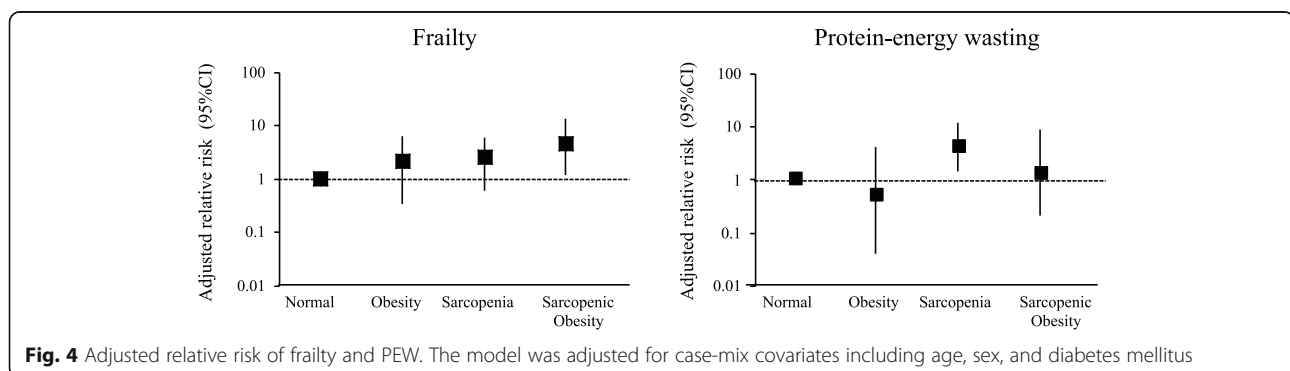 Frailty
Adjusted relative risk (95%CI)
100
10
1
0.1
0.01
Normal
Obesity
Sarcopenia
Sarcopenic
Obesity
Protein-energy wasting
Adjusted relative risk (95%CI)
100
10
1
0.1
0.01
Normal
Obesity
Sarcopenia
Sarcopenic
Obesity
Fig. 4 Adjusted relative risk of frailty and PEW. The model was adjusted for case-mix covariates including age, sex, and diabetes mellitus